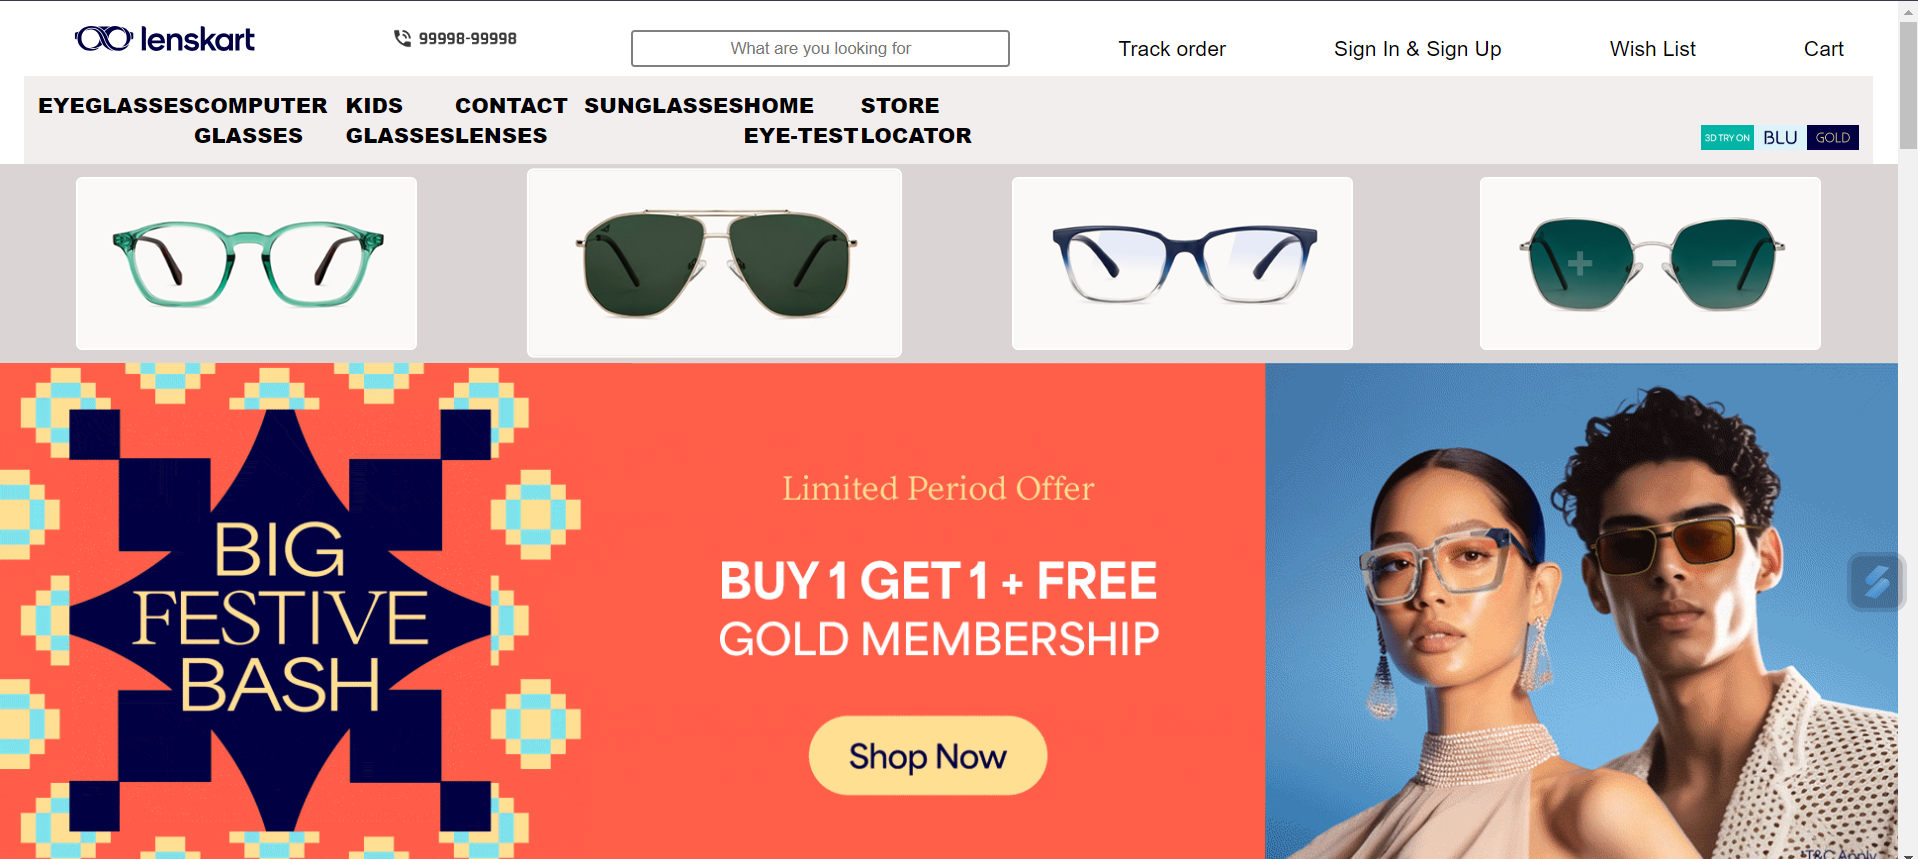 lenskart
99998-99998
What are you looking for
Track order
Sign In & Sign Up
Wish List
Cart
EYEGLASSES
COMPUTER
GLASSES
KIDS
GLASSES
CONTACT
LENSES
SUNGLASSES
HOME
EYE-TEST
STORE
LOCATOR
3D TRY ON
BLU
GOLD
BIG
FESTIVE
BASH
Limited Period Offer
BUY 1 GET 1 + FREE
GOLD MEMBERSHIP
Shop Now
*T&C Apply